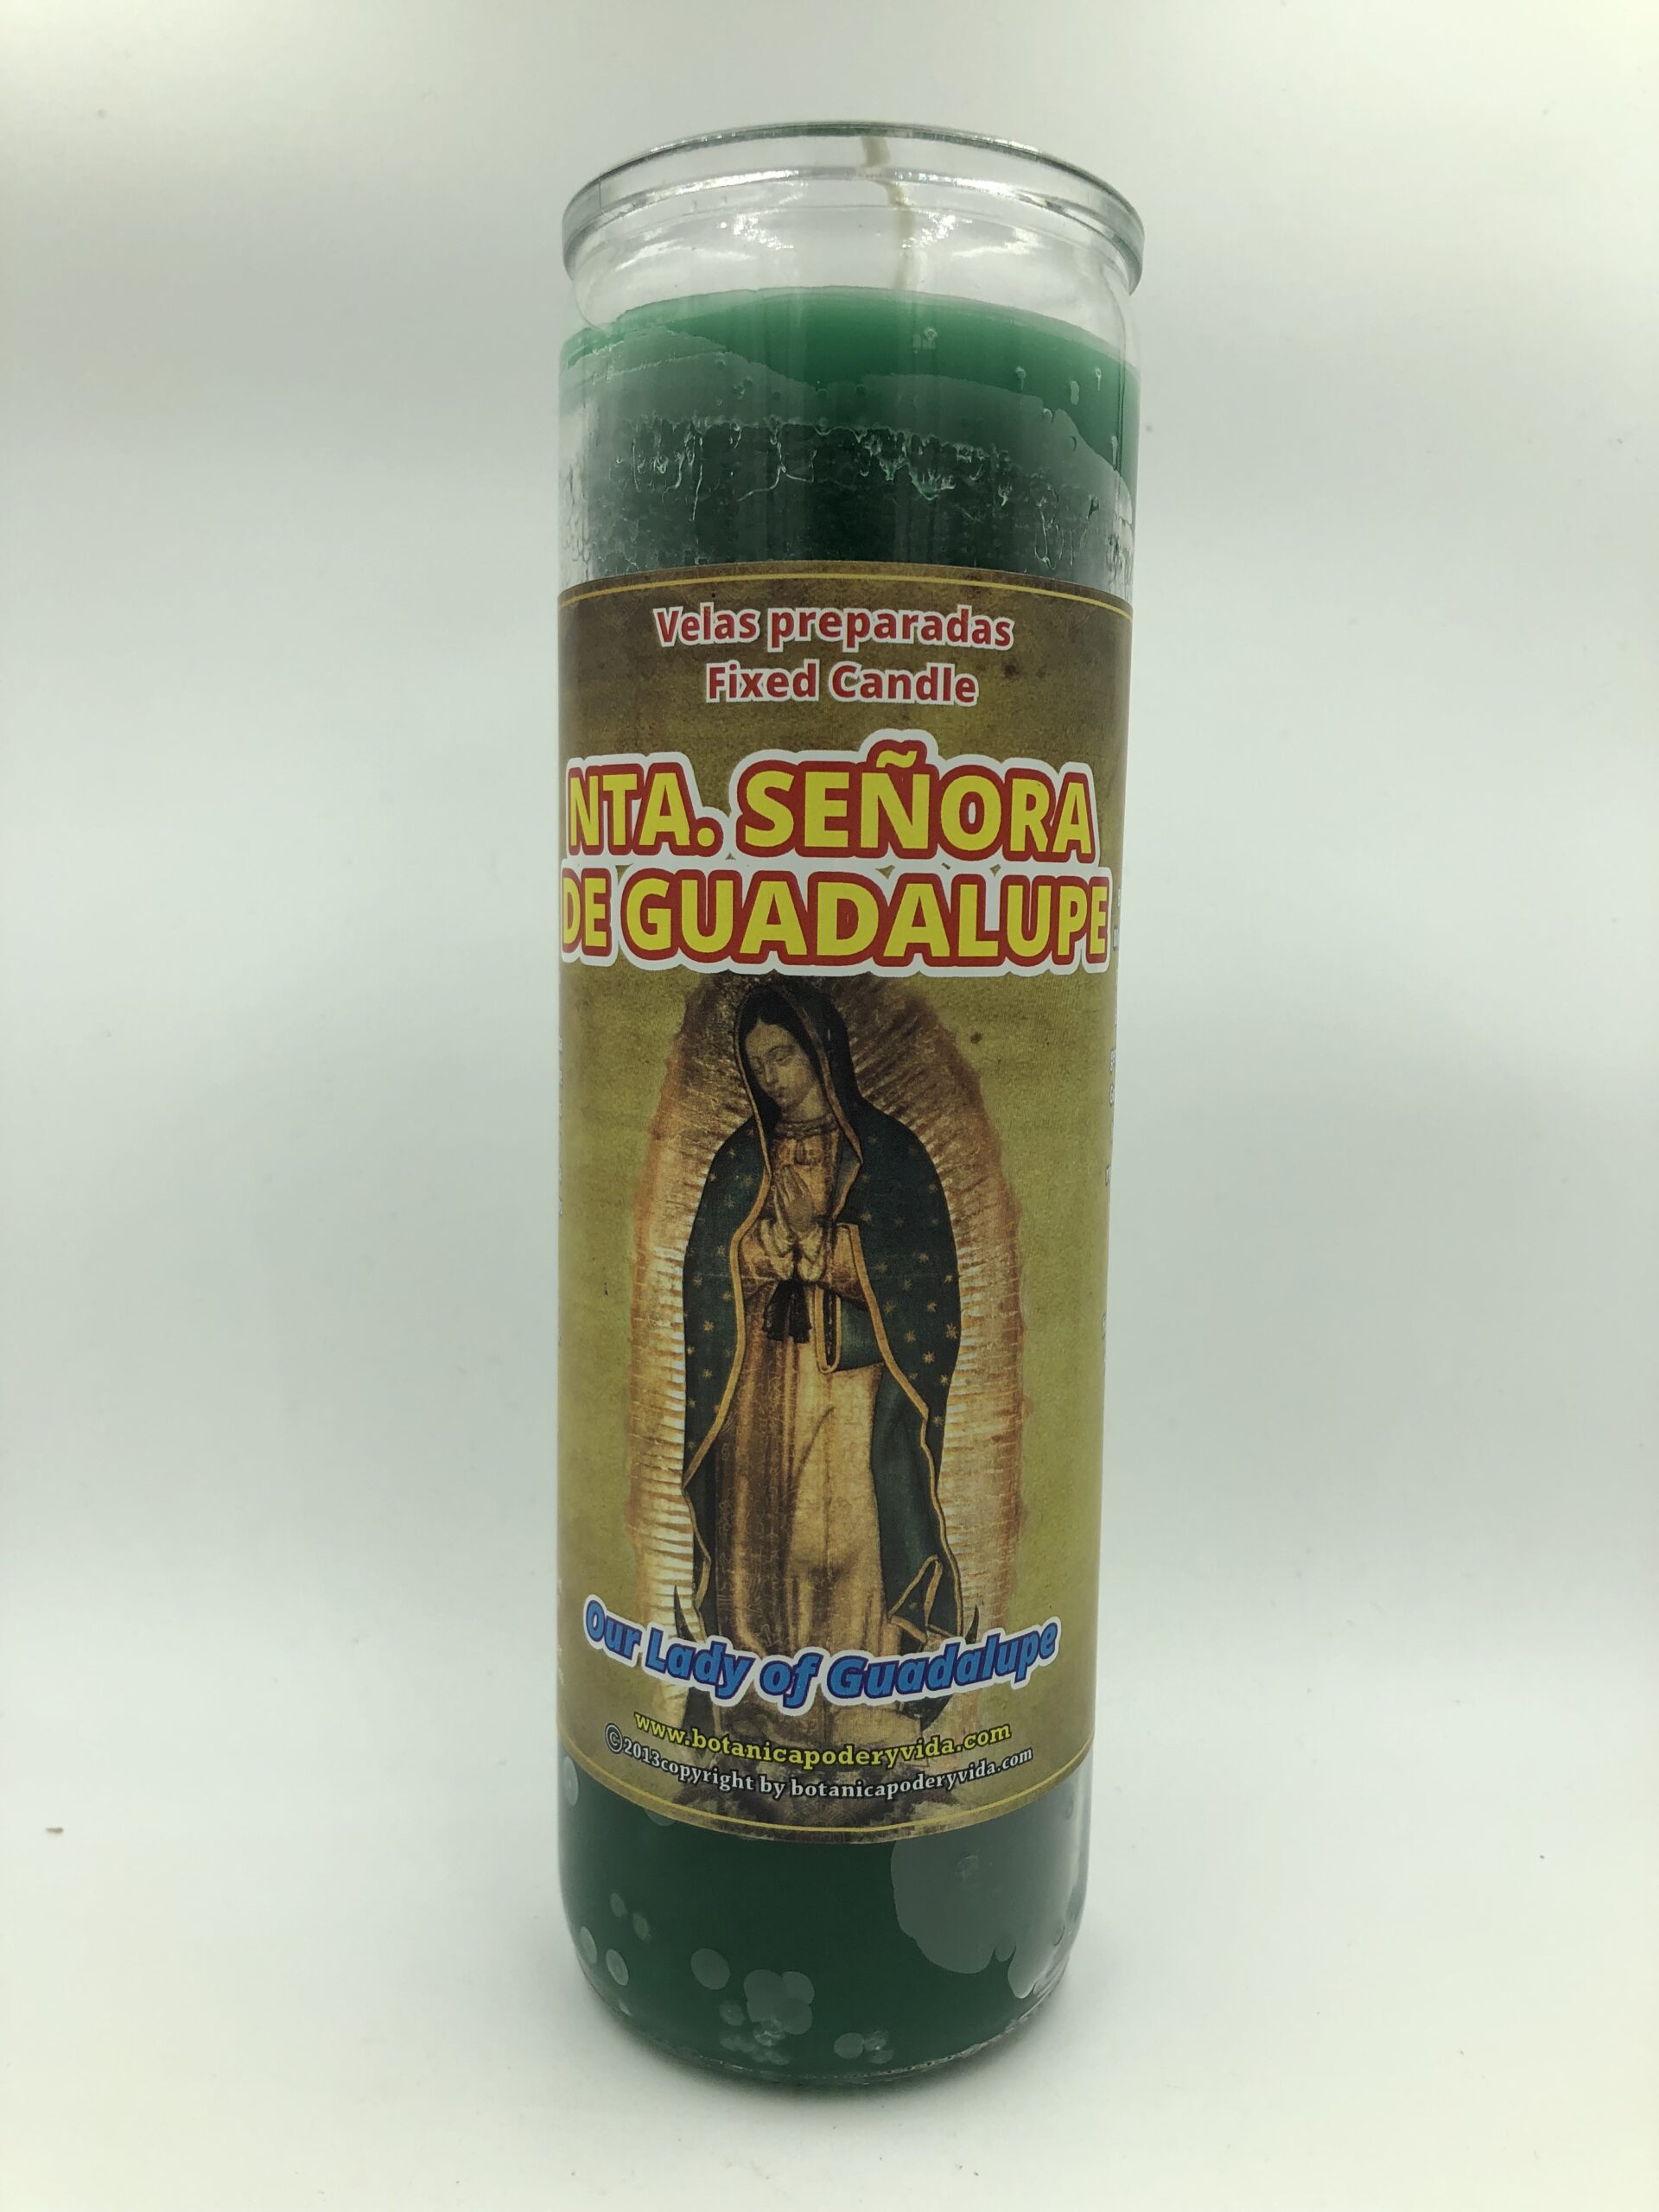 Velas preparadas
Fixed Candle
NTA. SEÑORA
DE GUADALUPE
Our Lady of Guadalupe
www.botanicapoderyvida.com
©2013copyright by botanicapoderyvida.com